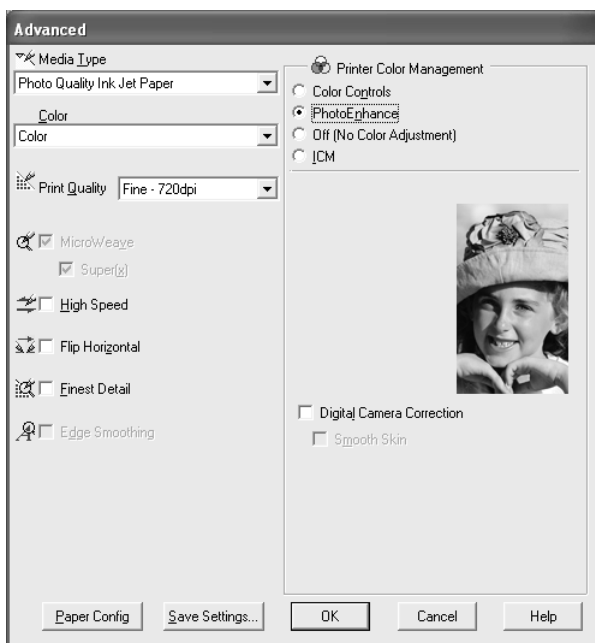 Advanced
Media Type
Photo Quality Ink Jet Paper
Color
Color
Print Quality
Fine - 720dpi
MicroWeave
Super(x)
High Speed
Flip Horizontal
Finest Detail
Edge Smoothing
Printer Color Management
Color Controls
PhotoEnhance
Off (No Color Adjustment)
ICM
Digital Camera Correction
Smooth Skin
Paper Config
Save Settings...
OK
Cancel
Help